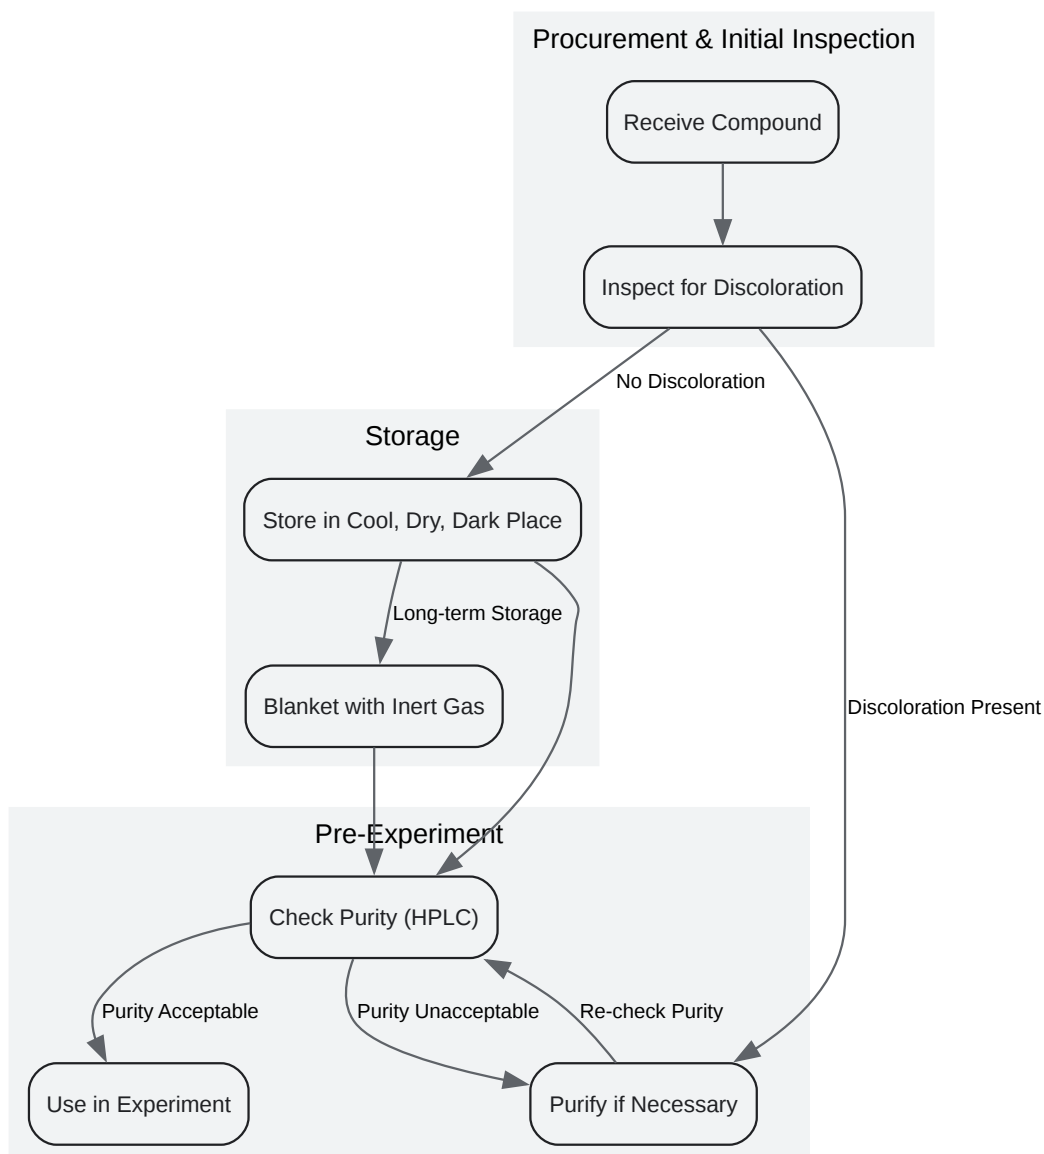 Procurement & Initial Inspection
Receive Compound
Inspect for Discoloration
No Discoloration
Storage
Store in Cool, Dry, Dark Place
Long-term Storage
Blanket with Inert Gas
Discoloration Present
Pre-Experiment
Check Purity (HPLC)
Purity Acceptable
Purity Unacceptable
Re-check Purity
Use in Experiment
Purify if Necessary